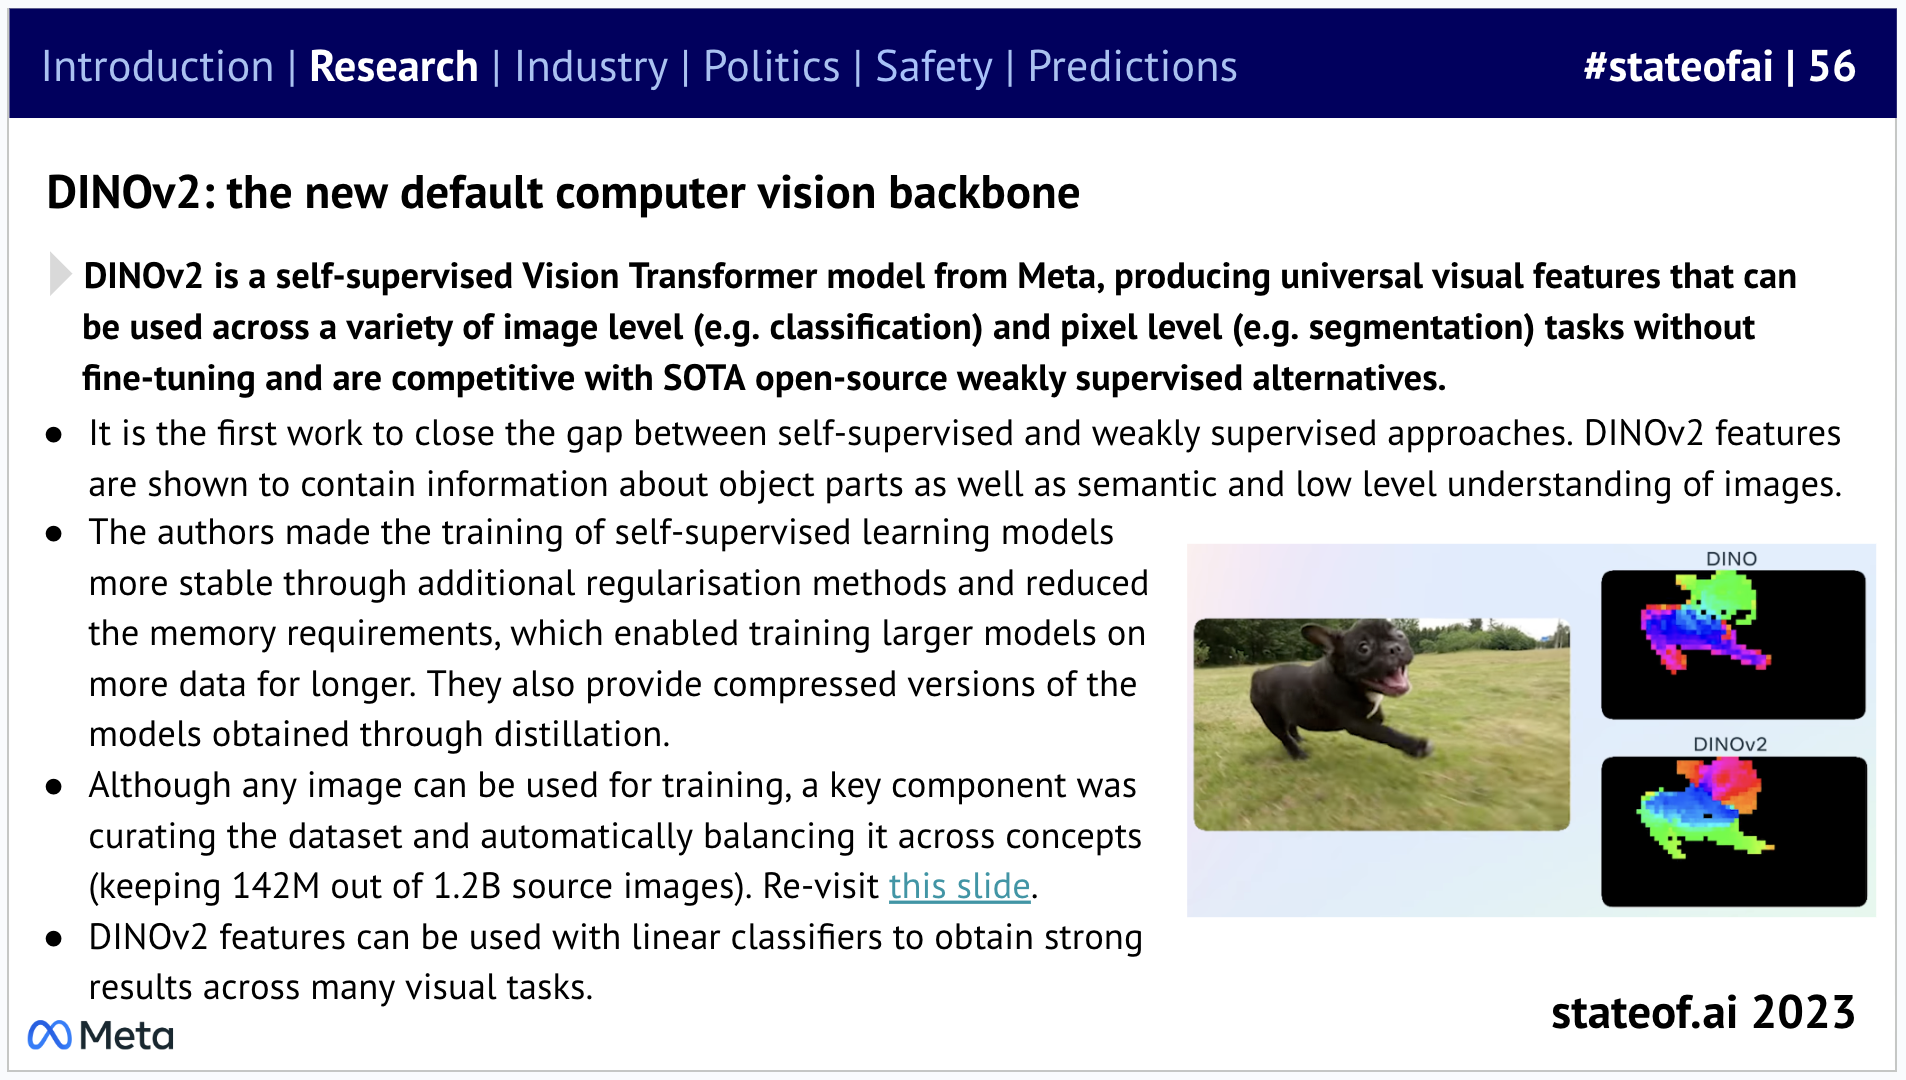 Introduction | Research | Industry | Politics | Safety | Predictions
#stateofai | 56
DINOv2: the new default computer vision backbone
DINOv2 is a self-supervised Vision Transformer model from Meta, producing universal visual features that can
be used across a variety of image level (e.g. classification) and pixel level (e.g. segmentation) tasks without
fine-tuning and are competitive with SOTA open-source weakly supervised alternatives.
● It is the first work to close the gap between self-supervised and weakly supervised approaches. DINOv2 features
are shown to contain information about object parts as well as semantic and low level understanding of images.
● The authors made the training of self-supervised learning models
more stable through additional regularisation methods and reduced
the memory requirements, which enabled training larger models on
more data for longer. They also provide compressed versions of the
models obtained through distillation.
● Although any image can be used for training, a key component was
curating the dataset and automatically balancing it across concepts
(keeping 142M out of 1.2B source images). Re-visit this slide.
● DINOv2 features can be used with linear classifiers to obtain strong
results across many visual tasks.
DINO
DINOv2
Meta
stateof.ai 2023